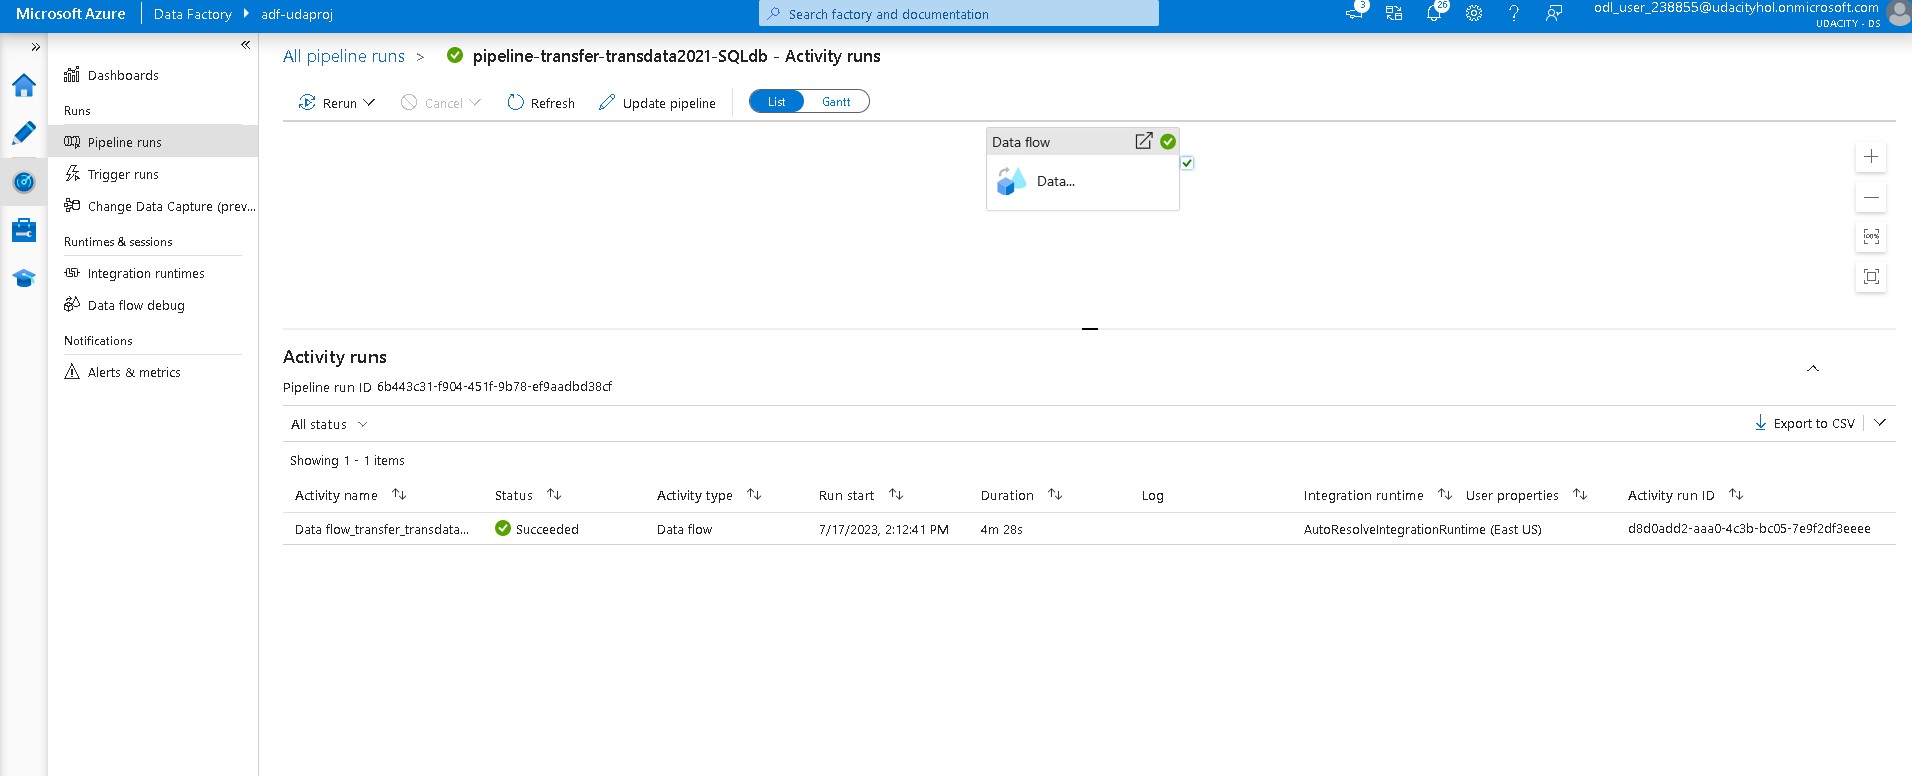 Microsoft Azure Data Factory adf-udaproj Search factory and documentation 3 26 odl_user_238855@udacityhol.onmicrosoft.com
UDACITY - DS
Dashboards
Runs
Pipeline runs
Trigger runs
Change Data Capture (prev...
Runtimes & sessions
Integration runtimes
Data flow debug
Notifications
Alerts & metrics
All pipeline runs > pipeline-transfer-transdata2021-SQLdb - Activity runs
Rerun Cancel Refresh Update pipeline List Gantt
Data flow
Data...
100%
Activity runs
Pipeline run ID 6b443c31-f904-451f-9b78-ef9aadbd38cf
All status Export to CSV
Showing 1 - 1 items
Activity name Status Activity type Run start Duration Log Integration runtime User properties Activity run ID
Data flow_transfer_transdata... Succeeded Data flow 7/17/2023, 2:12:41 PM 4m 28s AutoResolveIntegrationRuntime (East US) d8d0add2-aaa0-4c3b-bc05-7e9f2df3eeee